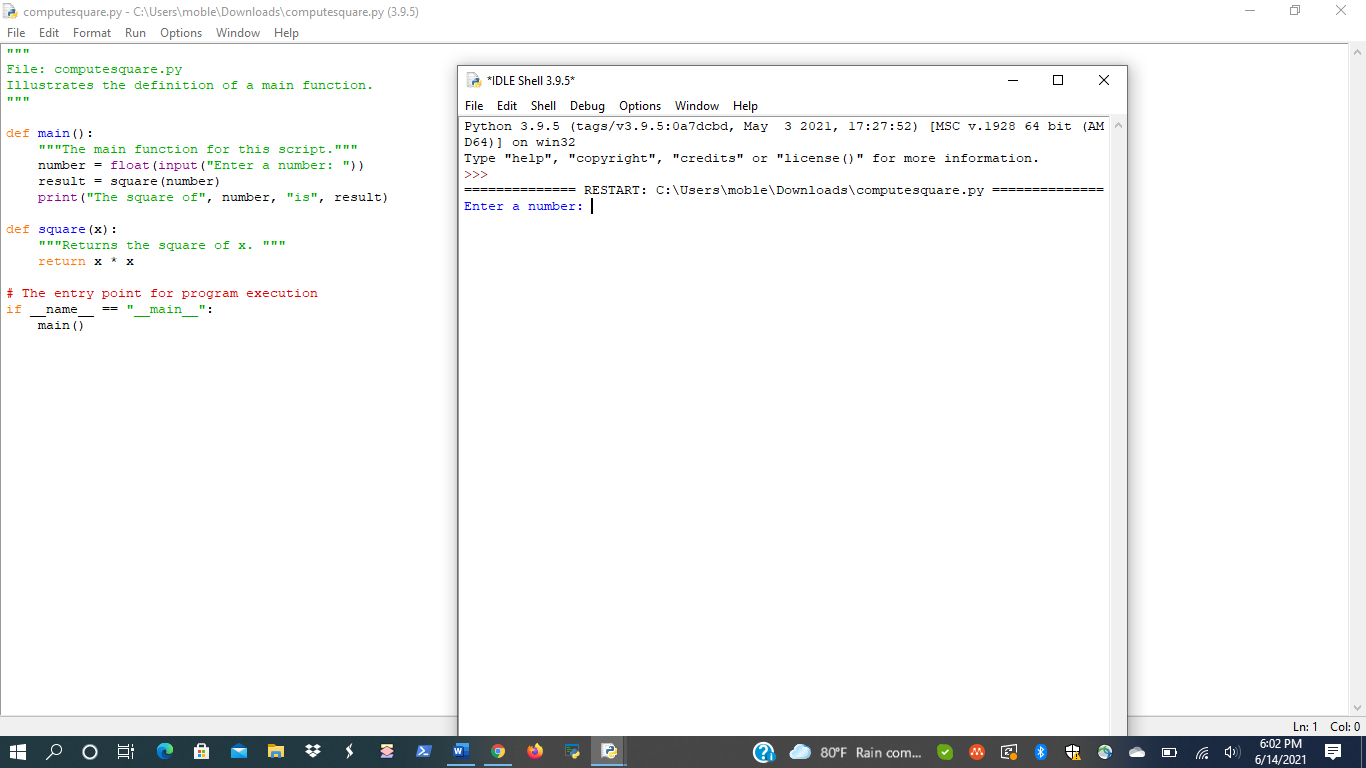 computesquare.py - C:\Users\moble\Downloads\computesquare.py (3.9.5)
File Edit Format Run Options Window Help
"""
File: computesquare.py
Illustrates the definition of a main function.
"""
def main():
    """The main function for this script."""
    number = float(input("Enter a number: "))
    result = square(number)
    print("The square of", number, "is", result)
def square(x):
    """Returns the square of x. """
    return x * x
# The entry point for program execution
if __name__ == "__main__":
    main()
*IDLE Shell 3.9.5*
File Edit Shell Debug Options Window Help
Python 3.9.5 (tags/v3.9.5:0a7dcbd, May  3 2021, 17:27:52) [MSC v.1928 64 bit (AM
D64)] on win32
Type "help", "copyright", "credits" or "license()" for more information.
>>>
============== RESTART: C:\Users\moble\Downloads\computesquare.py ==============
Enter a number:
Ln: 1 Col: 0
80°F Rain com...
6:02 PM
6/14/2021